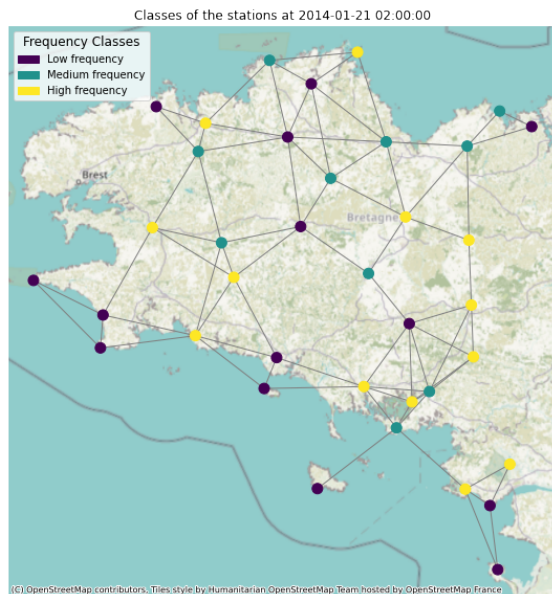 Classes of the stations at 2014-01-21 02:00:00
Frequency Classes
Low frequency
Medium frequency
High frequency
Brest
Bretagne
(C) OpenStreetMap contributors, Tiles style by Humanitarian OpenStreetMap Team hosted by OpenStreetMap France